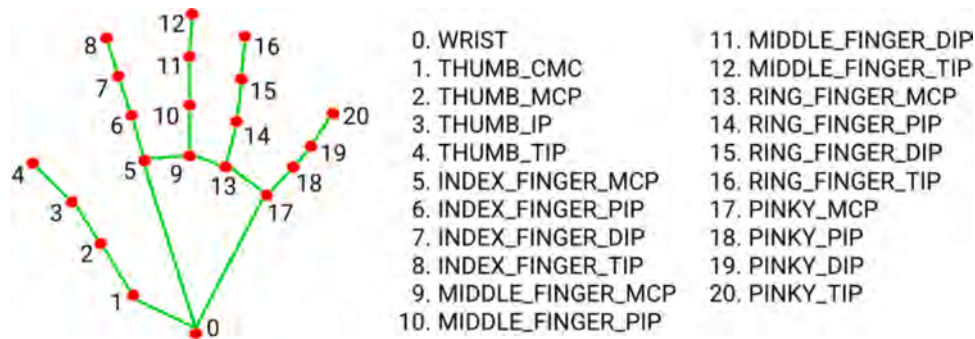 12
8
16
11
7
15
20
6
10
14
19
4
5
9
13
18
3
17
2
1
0
0. WRIST
1. THUMB_CMC
2. THUMB_MCP
3. THUMB_IP
4. THUMB_TIP
5. INDEX_FINGER_MCP
6. INDEX_FINGER_PIP
7. INDEX_FINGER_DIP
8. INDEX_FINGER_TIP
9. MIDDLE_FINGER_MCP
10. MIDDLE_FINGER_PIP
11. MIDDLE_FINGER_DIP
12. MIDDLE_FINGER_TIP
13. RING_FINGER_MCP
14. RING_FINGER_PIP
15. RING_FINGER_DIP
16. RING_FINGER_TIP
17. PINKY_MCP
18. PINKY_PIP
19. PINKY_DIP
20. PINKY_TIP